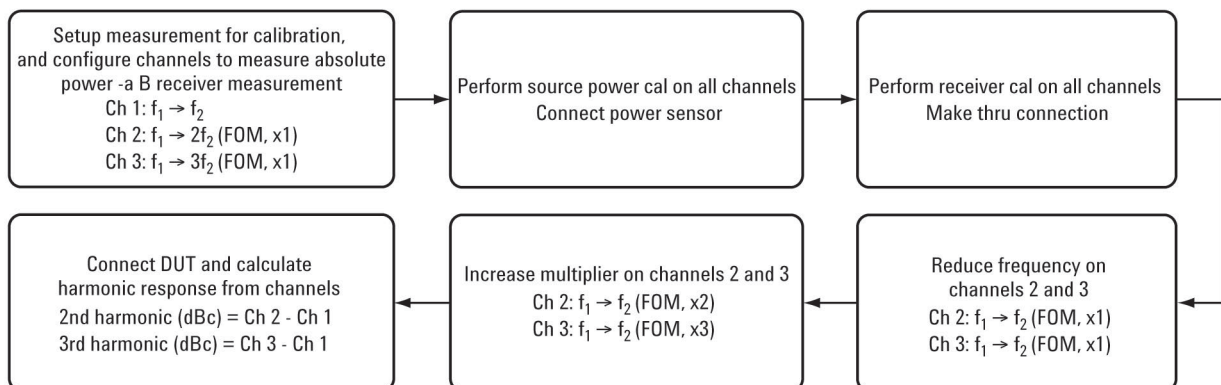 Setup measurement for calibration,
and configure channels to measure absolute
power -a B receiver measurement
Ch 1: f₁ → f₂
Ch 2: f₁ → 2f₂ (FOM, x1)
Ch 3: f₁ → 3f₂ (FOM, x1)
Perform source power cal on all channels
Connect power sensor
Perform receiver cal on all channels
Make thru connection
Reduce frequency on
channels 2 and 3
Ch 2: f₁ → f₂ (FOM, x1)
Ch 3: f₁ → f₂ (FOM, x1)
Increase multiplier on channels 2 and 3
Ch 2: f₁ → f₂ (FOM, x2)
Ch 3: f₁ → f₂ (FOM, x3)
Connect DUT and calculate
harmonic response from channels
2nd harmonic (dBc) = Ch 2 - Ch 1
3rd harmonic (dBc) = Ch 3 - Ch 1